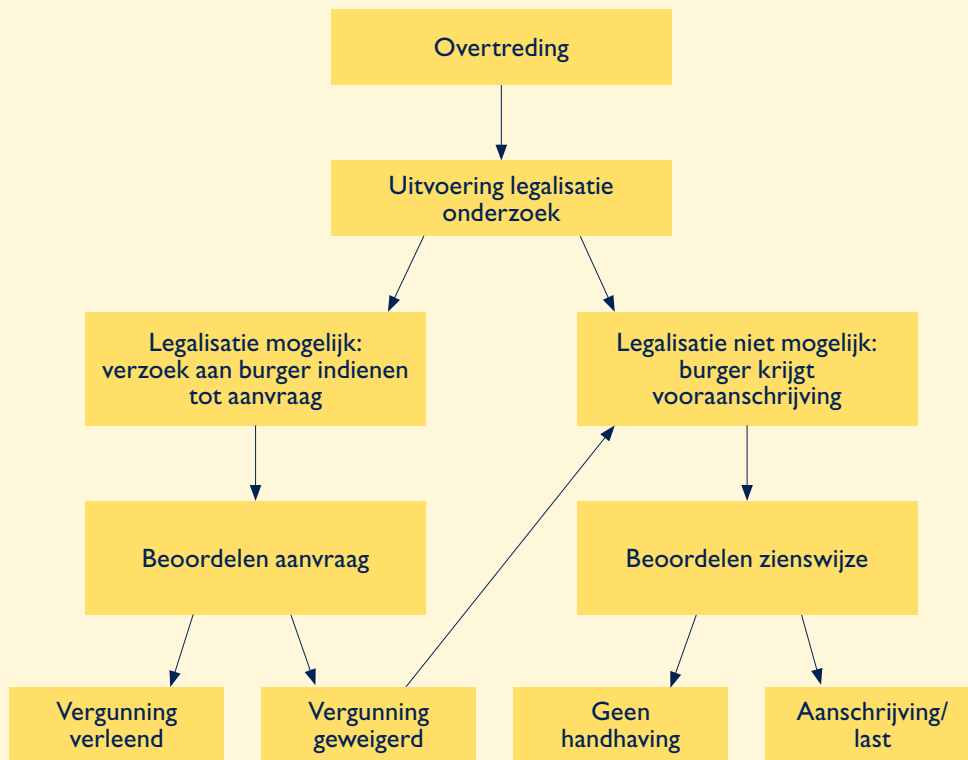 Overtreding
Uitvoering legalisatie
onderzoek
Legalisatie mogelijk:
verzoek aan burger indienen
tot aanvraag
Legalisatie niet mogelijk:
burger krijgt
vooraanschrijving
Beoordelen aanvraag
Beoordelen zienswijze
Vergunning
verleend
Vergunning
geweigerd
Geen
handhaving
Aanschrijving/
last